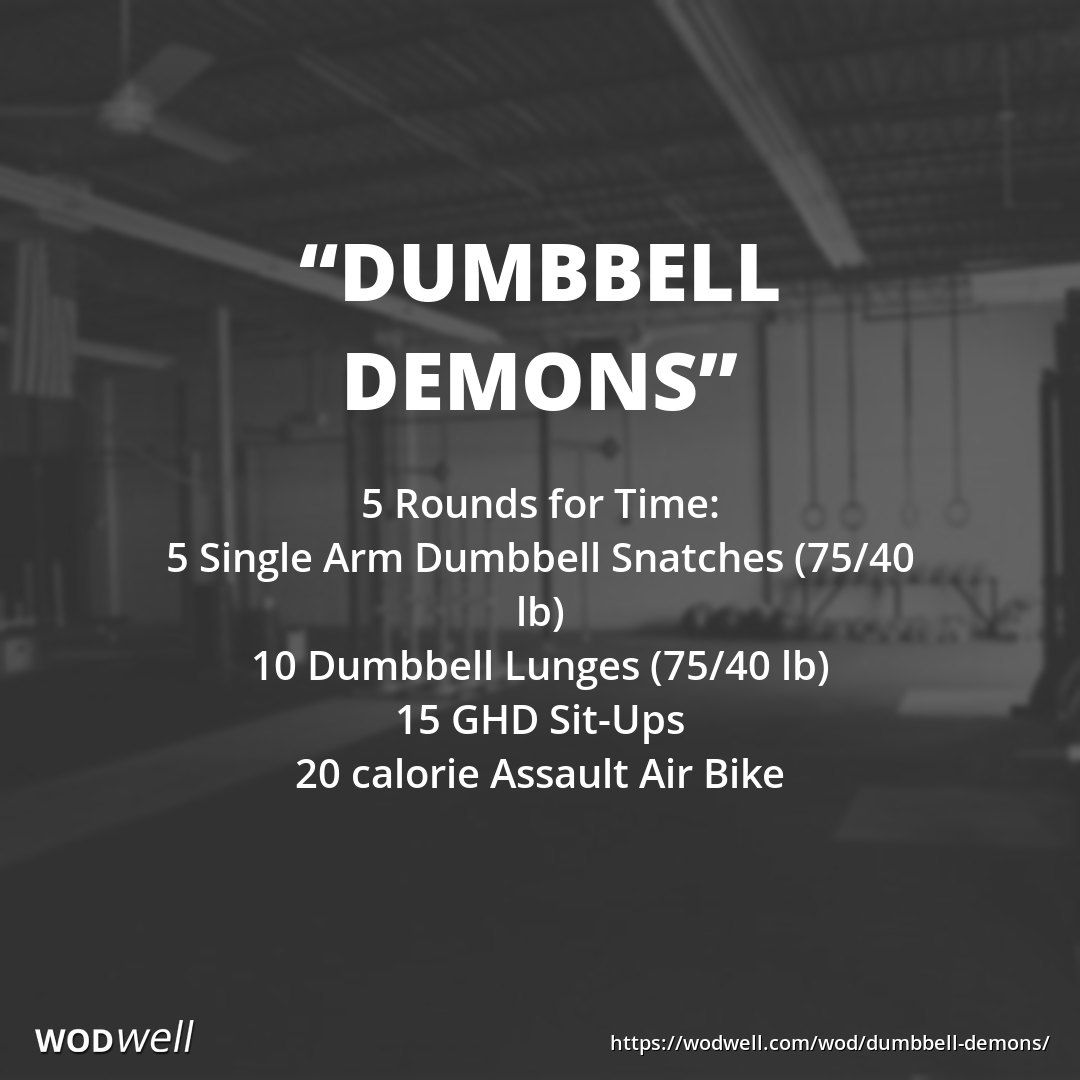 “DUMBBELL
DEMONS”
5 Rounds for Time:
5 Single Arm Dumbbell Snatches (75/40
lb)
10 Dumbbell Lunges (75/40 lb)
15 GHD Sit-Ups
20 calorie Assault Air Bike
WODwell
https://wodwell.com/wod/dumbbell-demons/